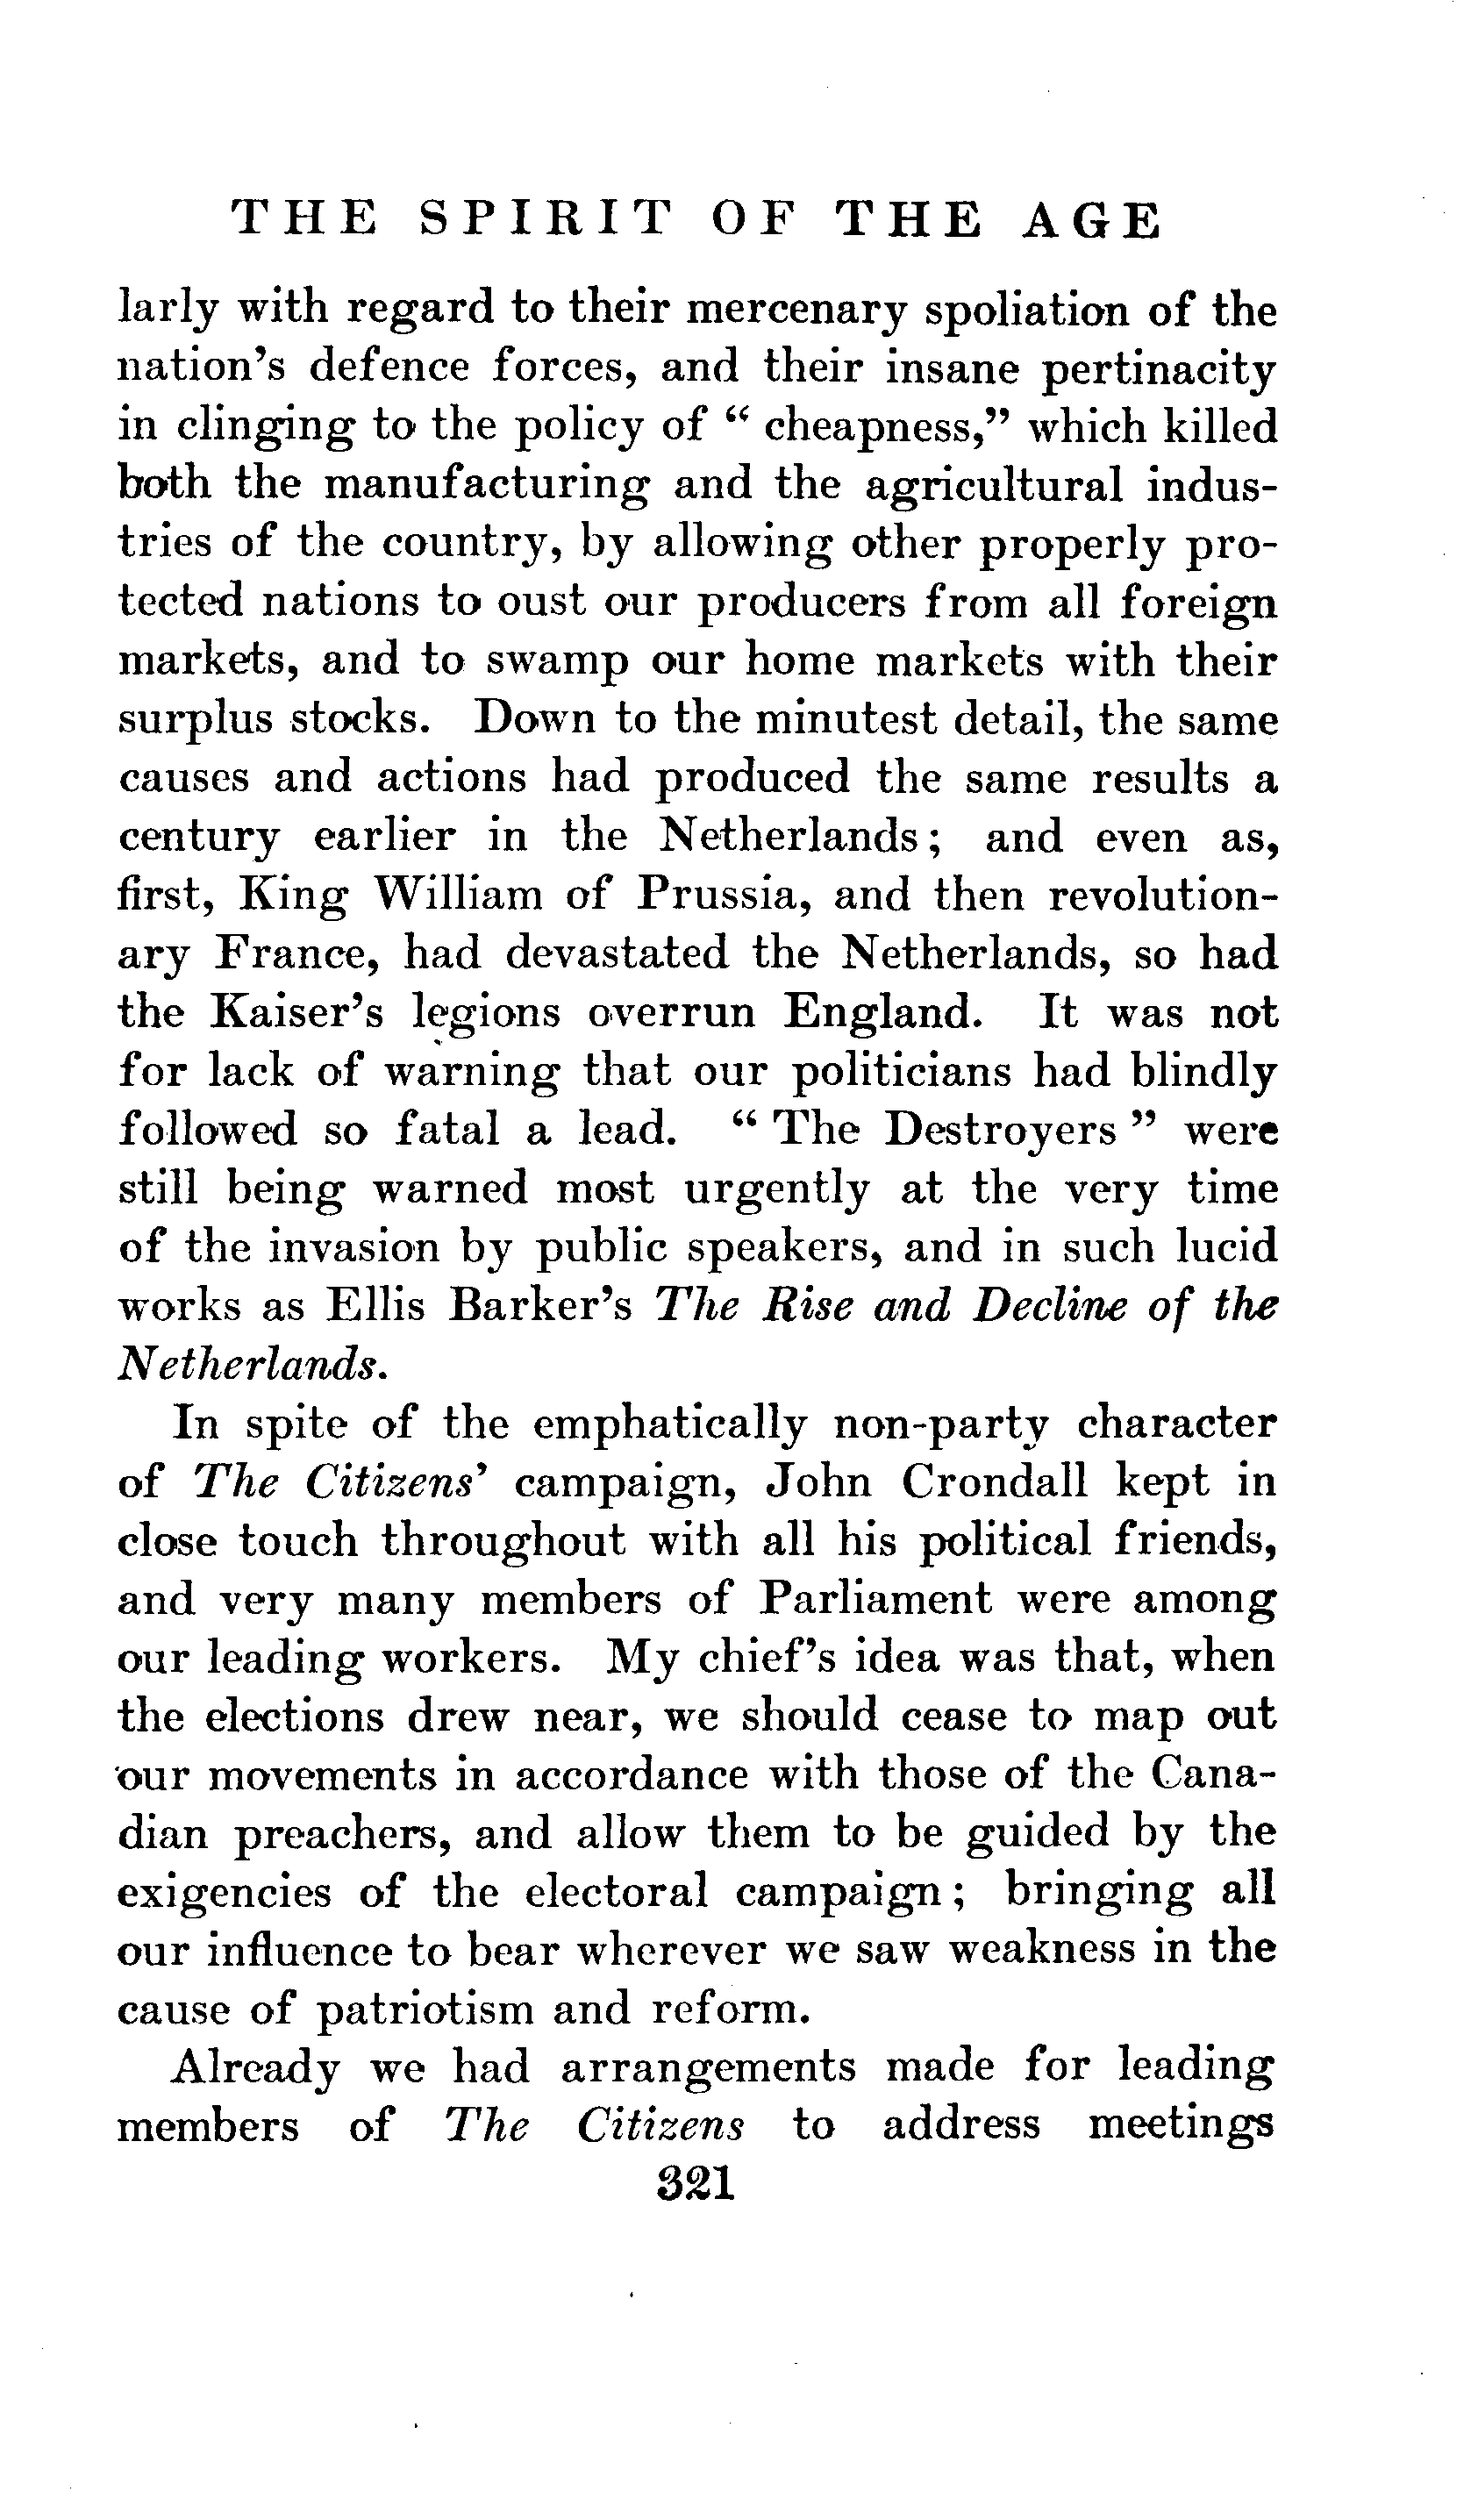 THE SPIRIT OF THE AGE
larly with regard to their mercenary spoliation of the
nation's defence forces, and their insane pertinacity
in clinging to the policy of “ cheapness,” which killed
both the manufacturing and the agricultural indus-
tries of the country, by allowing other properly pro-
tected nations to oust our producers from all foreign
markets, and to swamp our home markets with their
surplus stocks. Down to the minutest detail, the same
causes and actions had produced the same results a
century earlier in the Netherlands; and even as,
first, King William of Prussia, and then revolution-
ary France, had devastated the Netherlands, so had
the Kaiser's legions overrun England. It was not
for lack of warning that our politicians had blindly
followed so fatal a lead. “ The Destroyers ” were
still being warned most urgently at the very time
of the invasion by public speakers, and in such lucid
works as Ellis Barker's The Rise and Decline of the
Netherlands.
In spite of the emphatically non-party character
of The Citizens' campaign, John Crondall kept in
close touch throughout with all his political friends,
and very many members of Parliament were among
our leading workers. My chief's idea was that, when
the elections drew near, we should cease to map out
our movements in accordance with those of the Cana-
dian preachers, and allow them to be guided by the
exigencies of the electoral campaign; bringing all
our influence to bear wherever we saw weakness in the
cause of patriotism and reform.
Already we had arrangements made for leading
members of The Citizens to address meetings
321